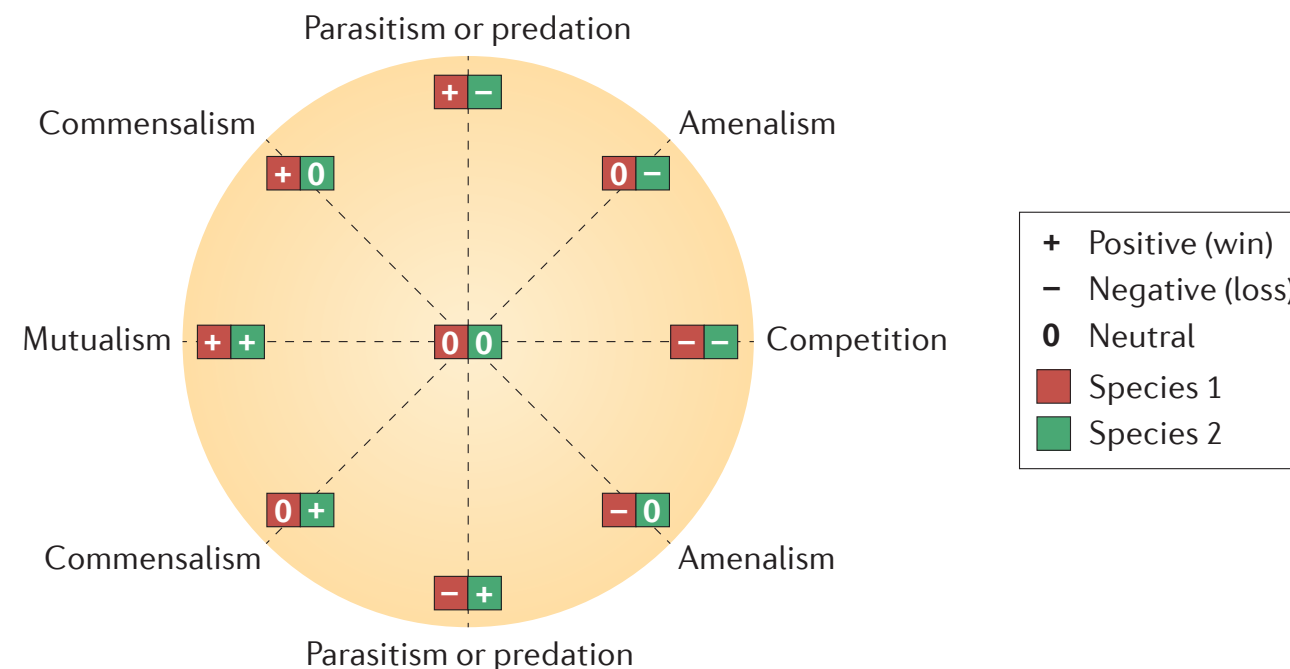 Parasitism or predation
+ −
Commensalism
Amenalism
+ 0
0 −
Mutualism
+ +
0 0
− −
Competition
0 +
− 0
Commensalism
Amenalism
− +
Parasitism or predation
+ Positive (win)
− Negative (loss)
0 Neutral
Species 1
Species 2